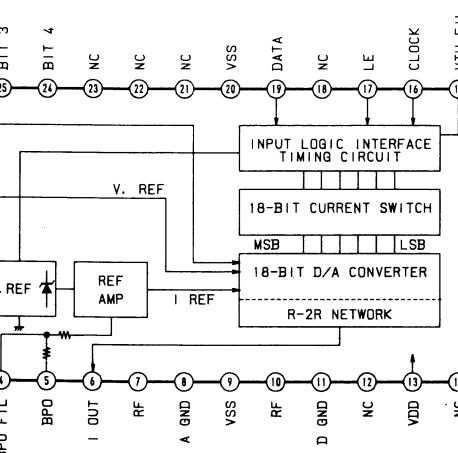 BIT 3
BIT 4
NC
NC
NC
VSS
DATA
NC
LE
CLOCK
24
23
22
21
20
19
18
17
16
INPUT LOGIC INTERFACE
TIMING CIRCUIT
V. REF
18-BIT CURRENT SWITCH
MSB
LSB
REF
REF
AMP
I REF
18-BIT D/A CONVERTER
R-2R NETWORK
5
6
7
8
9
10
11
12
13
BPO
I OUT
RF
A GND
VSS
RF
D GND
NC
VDD
NC